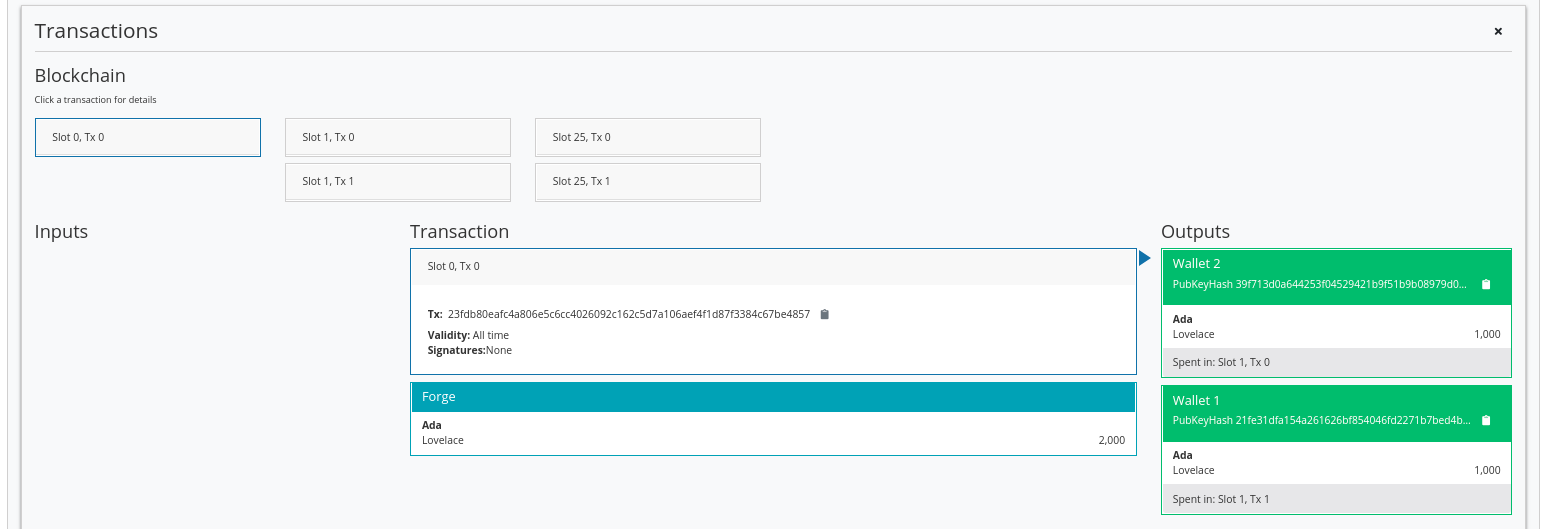 Transactions
×
Blockchain
Click a transaction for details
Slot 0, Tx 0
Slot 1, Tx 0
Slot 25, Tx 0
Slot 1, Tx 1
Slot 25, Tx 1
Inputs
Transaction
Slot 0, Tx 0
Tx: 23fdb80eafc4a806e5c6cc4026092c162c5d7a106aef4f1d87f3384c67be4857
Validity: All time
Signatures:None
Forge
Ada
Lovelace 2,000
Outputs
Wallet 2
PubKeyHash 39f713d0a644253f04529421b9f51b9b08979d0...
Ada
Lovelace 1,000
Spent in: Slot 1, Tx 0
Wallet 1
PubKeyHash 21fe31dfa154a261626bf854046fd2271b7bed4b...
Ada
Lovelace 1,000
Spent in: Slot 1, Tx 1